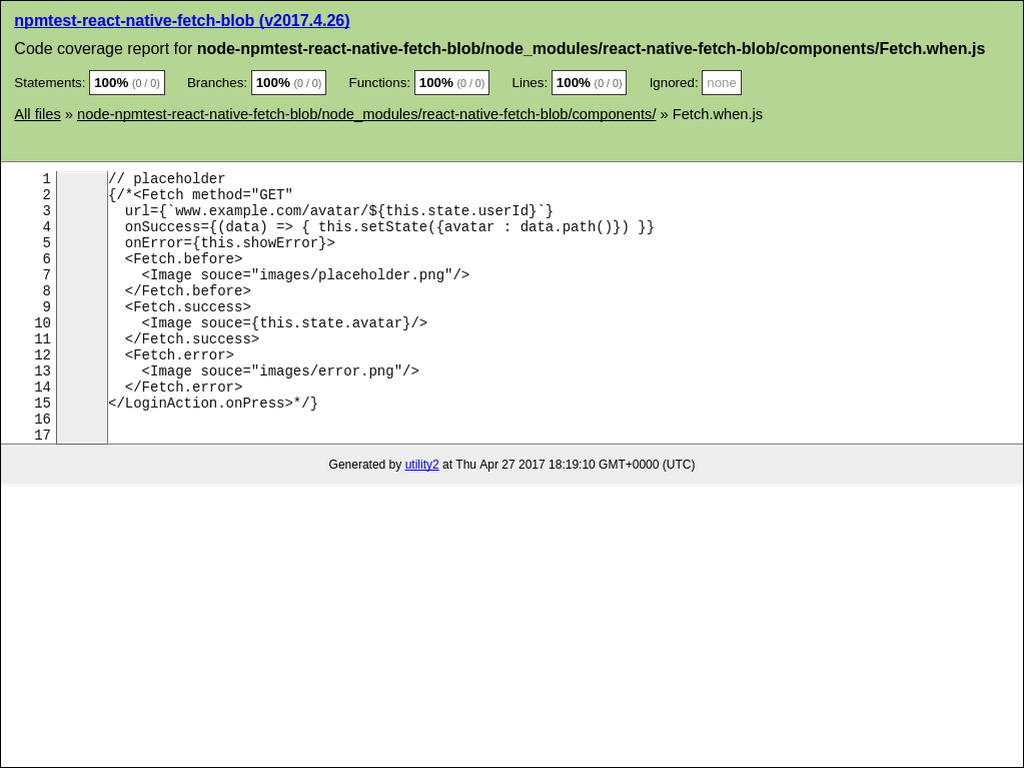 npmtest-react-native-fetch-blob (v2017.4.26)
Code coverage report for node-npmtest-react-native-fetch-blob/node_modules/react-native-fetch-blob/components/Fetch.when.js
Statements: 100% (0 / 0) Branches: 100% (0 / 0) Functions: 100% (0 / 0) Lines: 100% (0 / 0) Ignored: none
All files » node-npmtest-react-native-fetch-blob/node_modules/react-native-fetch-blob/components/ » Fetch.when.js
1 // placeholder
2 {/*<Fetch method="GET"
3   url={`www.example.com/avatar/${this.state.userId}`}
4   onSuccess={(data) => { this.setState({avatar : data.path()}) }}
5   onError={this.showError}>
6   <Fetch.before>
7     <Image souce="images/placeholder.png"/>
8   </Fetch.before>
9   <Fetch.success>
10     <Image souce={this.state.avatar}/>
11   </Fetch.success>
12   <Fetch.error>
13     <Image souce="images/error.png"/>
14   </Fetch.error>
15 </LoginAction.onPress>*/}
16
17
Generated by utility2 at Thu Apr 27 2017 18:19:10 GMT+0000 (UTC)